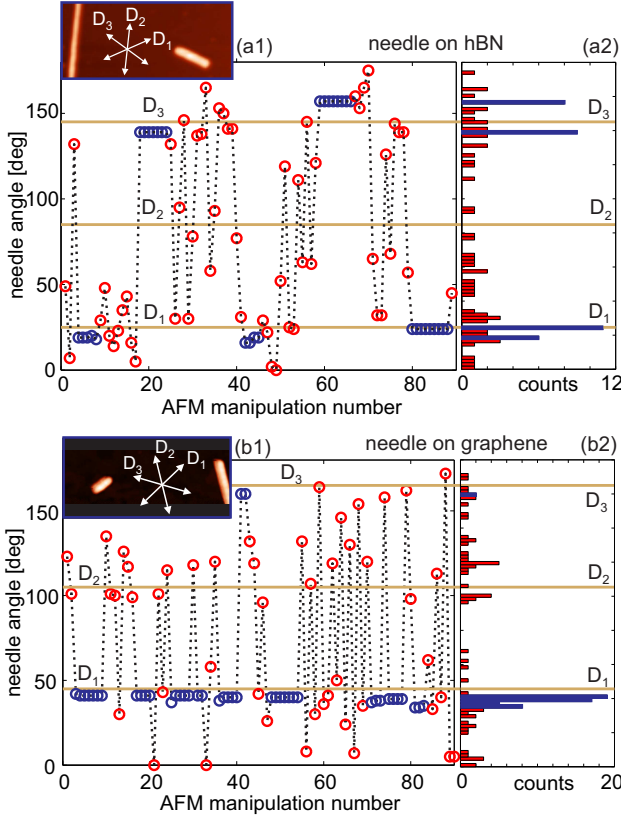 D3 D2 D1
(a1) needle on hBN (a2)
needle angle [deg]
150
100
50
0
D3
D2
D1
D3
D2
D1
0 20 40 60 80
AFM manipulation number
0 12
counts
(b1) needle on graphene (b2)
D3 D2 D1
needle angle [deg]
150
100
50
0
D3
D2
D1
D3
D2
D1
0 20 40 60 80
AFM manipulation number
0 20
counts